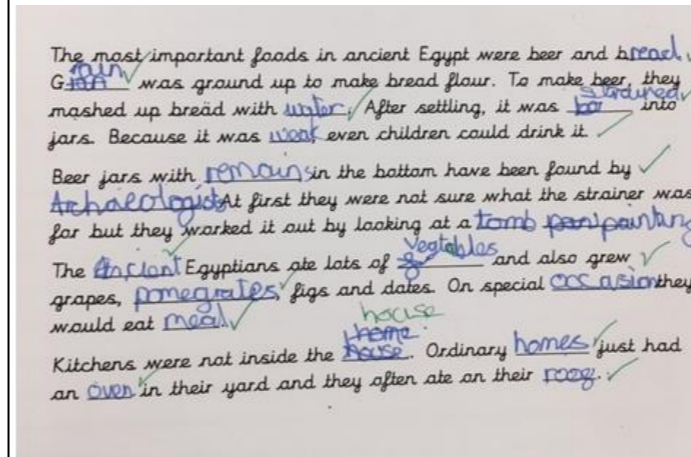 The most important foods in ancient Egypt were beer and bread.
Grain was ground up to make bread flour. To make beer, they
mashed up bread with water. After settling, it was into
jars. Because it was weak even children could drink it.
Beer jars with remains in the bottom have been found by
Archaeologist At first they were not sure what the strainer was
for but they worked it out by looking at a tomb painting
The Ancient Egyptians ate lots of vegtables and also grew
grapes, pomegrates, figs and dates. On special occasion they
would eat meat.
house
home
Kitchens were not inside the house. Ordinary homes just had
an oven in their yard and they often ate on their roof.